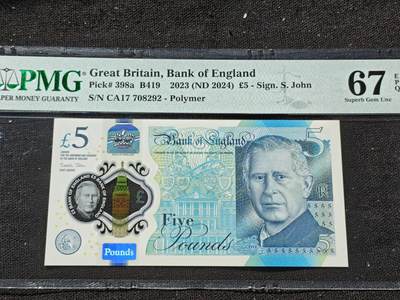 PMG
PAPER MONEY GUARANTY
Great Britain, Bank of England
Pick# 398a B419 2023 (ND 2024) £5 - Sign. S. John
S/N CA17 708292 - Polymer
67
Superb Gem Unc
£5
5
Bank of England
£
Five
Pounds
Pounds